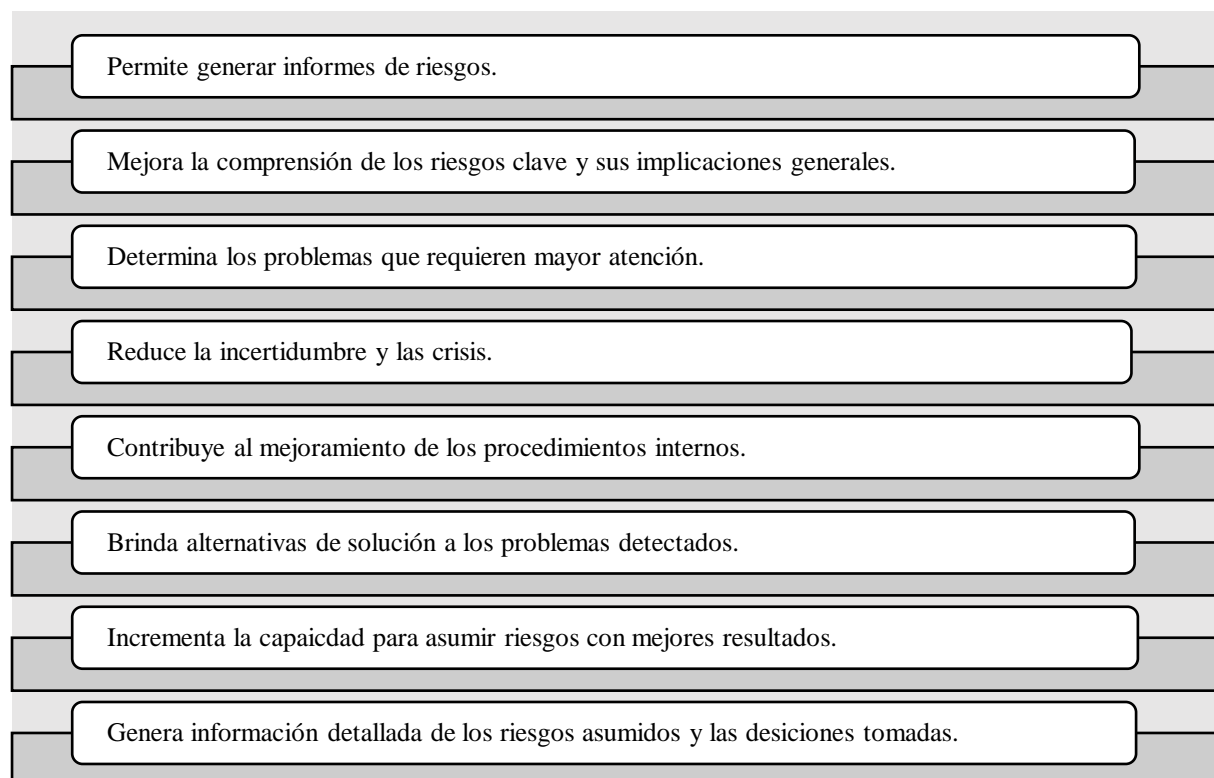 Permite generar informes de riesgos.
Mejora la comprensión de los riesgos clave y sus implicaciones generales.
Determina los problemas que requieren mayor atención.
Reduce la incertidumbre y las crisis.
Contribuye al mejoramiento de los procedimientos internos.
Brinda alternativas de solución a los problemas detectados.
Incrementa la capaicdad para asumir riesgos con mejores resultados.
Genera información detallada de los riesgos asumidos y las desiciones tomadas.